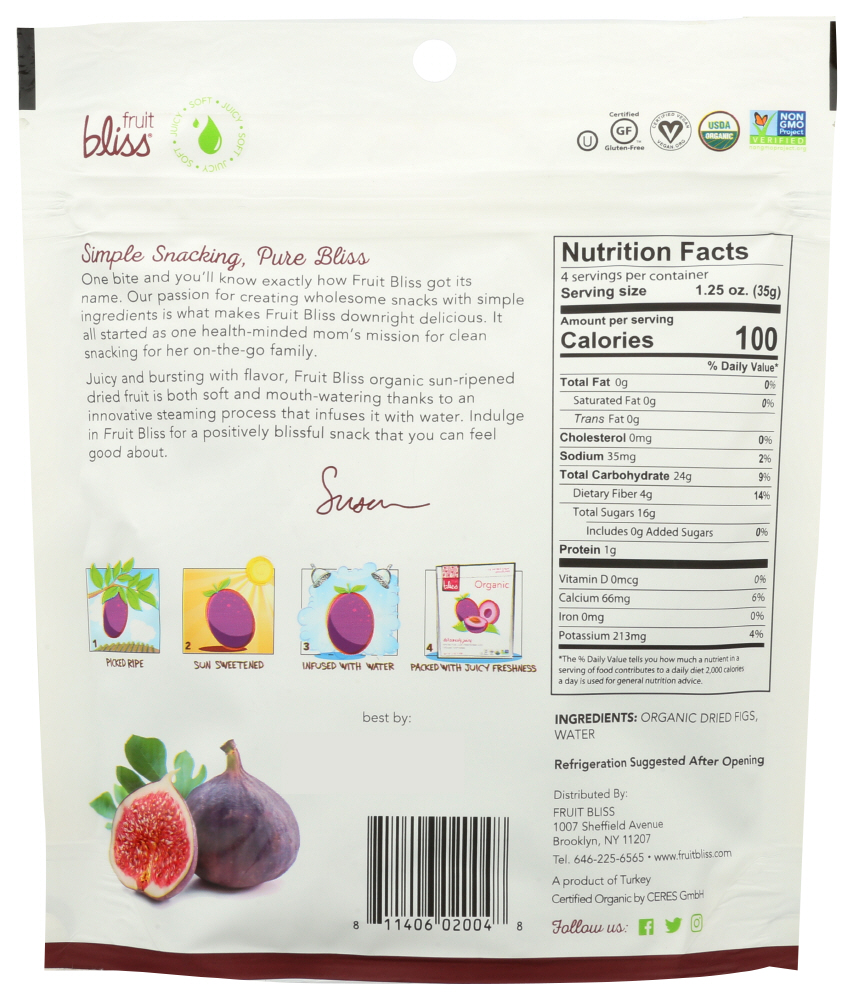 fruit
bliss®
SOFT • JUICY • SOFT • JUICY • SOFT • JUICY •
U
Certified
GF
Gluten-Free
CERTIFIED VEGAN
VEGAN.ORG
USDA
ORGANIC
NON
GMO
Project
VERIFIED
nongmoproject.org
Simple Snacking, Pure Bliss
One bite and you'll know exactly how Fruit Bliss got its
name. Our passion for creating wholesome snacks with simple
ingredients is what makes Fruit Bliss downright delicious. It
all started as one health-minded mom's mission for clean
snacking for her on-the-go family.
Juicy and bursting with flavor, Fruit Bliss organic sun-ripened
dried fruit is both soft and mouth-watering thanks to an
innovative steaming process that infuses it with water. Indulge
in Fruit Bliss for a positively blissful snack that you can feel
good about.
Susan
1
PICKED RIPE
2
SUN SWEETENED
3
INFUSED WITH WATER
bliss
Organic
4
PACKED WITH JUICY FRESHNESS
best by:
8 11406 02004 8
Nutrition Facts
4 servings per container
Serving size 1.25 oz. (35g)
Amount per serving
Calories 100
% Daily Value*
Total Fat 0g 0%
Saturated Fat 0g 0%
Trans Fat 0g
Cholesterol 0mg 0%
Sodium 35mg 2%
Total Carbohydrate 24g 9%
Dietary Fiber 4g 14%
Total Sugars 16g
Includes 0g Added Sugars 0%
Protein 1g
Vitamin D 0mcg 0%
Calcium 66mg 6%
Iron 0mg 0%
Potassium 213mg 4%
*The % Daily Value tells you how much a nutrient in a
serving of food contributes to a daily diet 2,000 calories
a day is used for general nutrition advice.
INGREDIENTS: ORGANIC DRIED FIGS,
WATER
Refrigeration Suggested After Opening
Distributed By:
FRUIT BLISS
1007 Sheffield Avenue
Brooklyn, NY 11207
Tel. 646-225-6565 • www.fruitbliss.com
A product of Turkey
Certified Organic by CERES GmbH
Follow us: